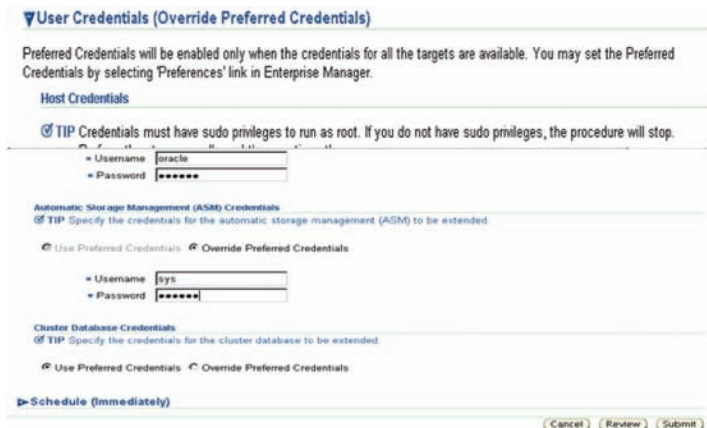 User Credentials (Override Preferred Credentials)
Preferred Credentials will be enabled only when the credentials for all the targets are available. You may set the Preferred
Credentials by selecting 'Preferences' link in Enterprise Manager.
Host Credentials
TIP Credentials must have sudo privileges to run as root. If you do not have sudo privileges, the procedure will stop.
* Username oracle
* Password ••••••
Automatic Storage Management (ASM) Credentials
TIP Specify the credentials for the automatic storage management (ASM) to be extended.
Use Preferred Credentials Override Preferred Credentials
* Username sys
* Password ••••••
Cluster Database Credentials
TIP Specify the credentials for the cluster database to be extended.
Use Preferred Credentials Override Preferred Credentials
Schedule (Immediately)
Cancel Review Submit